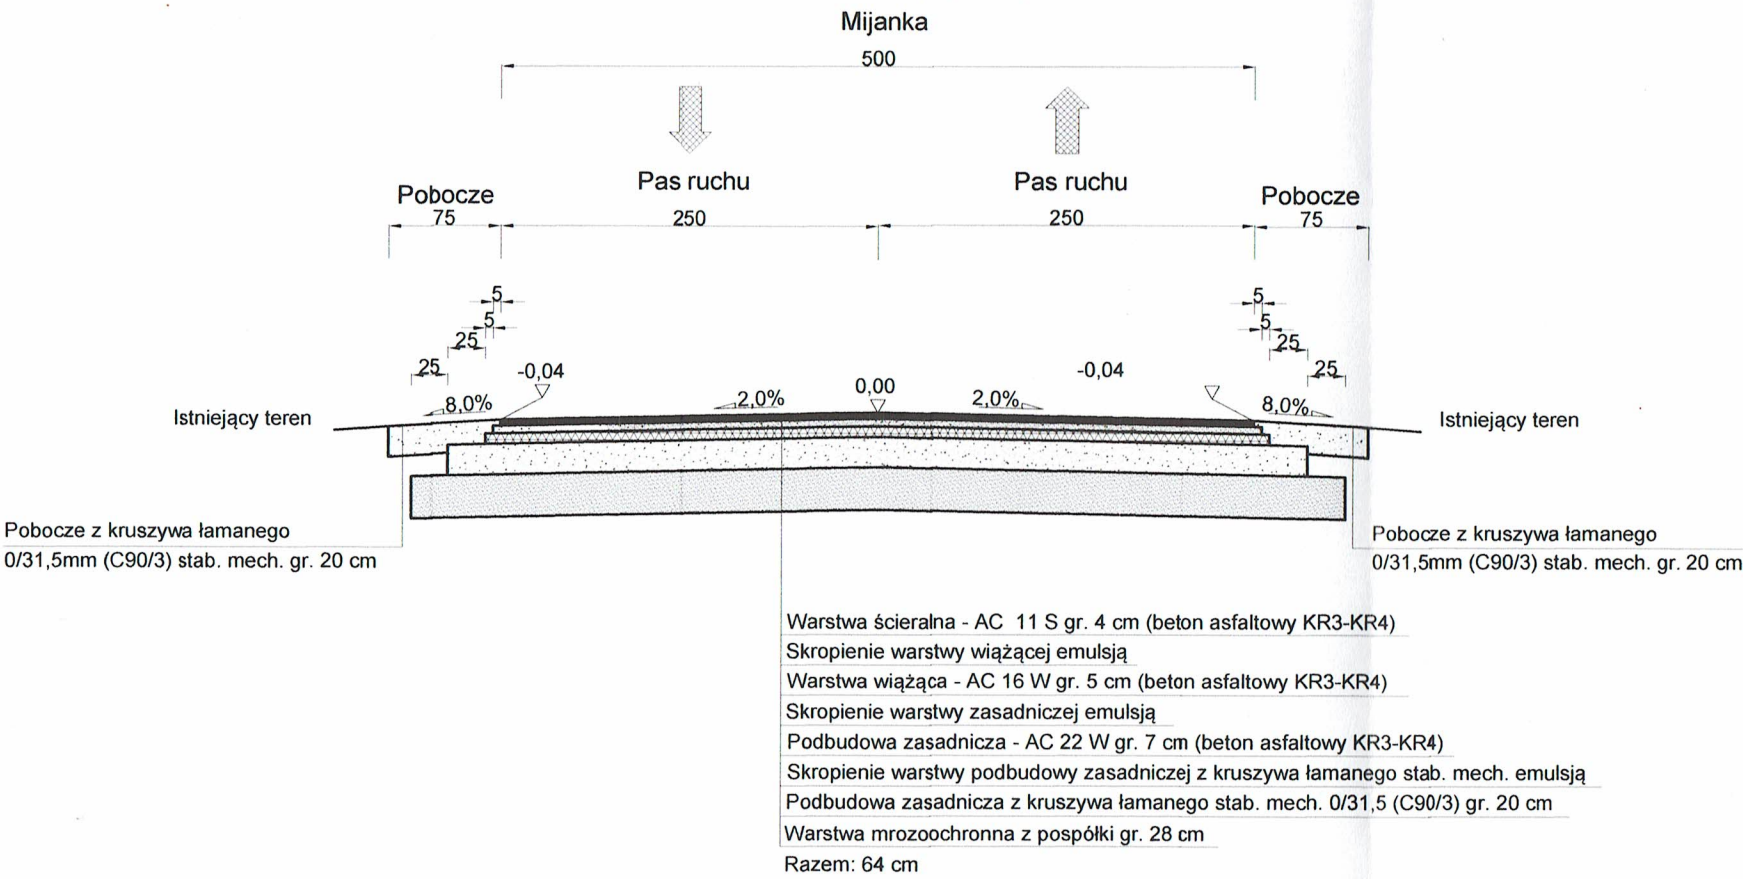 Mijanka
500
Pas ruchu
Pas ruchu
Pobocze
Pobocze
75
250
250
75
5
5
5
5
25
25
25
25
-0,04
-0,04
0,00
8,0%
2,0%
2,0%
8,0%
Istniejący teren
Istniejący teren
Pobocze z kruszywa łamanego
0/31,5mm (C90/3) stab. mech. gr. 20 cm
Pobocze z kruszywa łamanego
0/31,5mm (C90/3) stab. mech. gr. 20 cm
Warstwa ścieralna - AC 11 S gr. 4 cm (beton asfaltowy KR3-KR4)
Skropienie warstwy wiążącej emulsją
Warstwa wiążąca - AC 16 W gr. 5 cm (beton asfaltowy KR3-KR4)
Skropienie warstwy zasadniczej emulsją
Podbudowa zasadnicza - AC 22 W gr. 7 cm (beton asfaltowy KR3-KR4)
Skropienie warstwy podbudowy zasadniczej z kruszywa łamanego stab. mech. emulsją
Podbudowa zasadnicza z kruszywa łamanego stab. mech. 0/31,5 (C90/3) gr. 20 cm
Warstwa mrozoochronna z pospółki gr. 28 cm
Razem: 64 cm